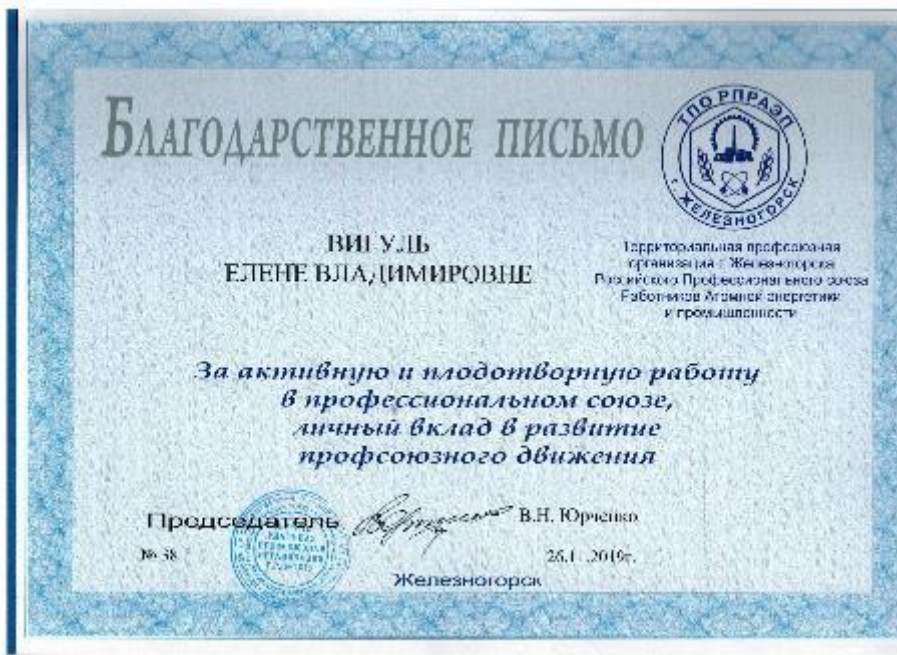 БЛАГОДАРСТВЕННОЕ ПИСЬМО
ТПО РПРАЭП
г. ЖЕЛЕЗНОГОРСК
Территориальная профсоюзная
организация г. Железногорска
Российского Профессионального союза
Работников Атомной энергетики
и промышленности
ВИГУЛЬ
ЕЛЕНЕ ВЛАДИМИРОВНЕ
За активную и плодотворную работу
в профессиональном союзе,
личный вклад в развитие
профсоюзного движения
Председатель В.Н. Юрченко
№ 38
Железногорск